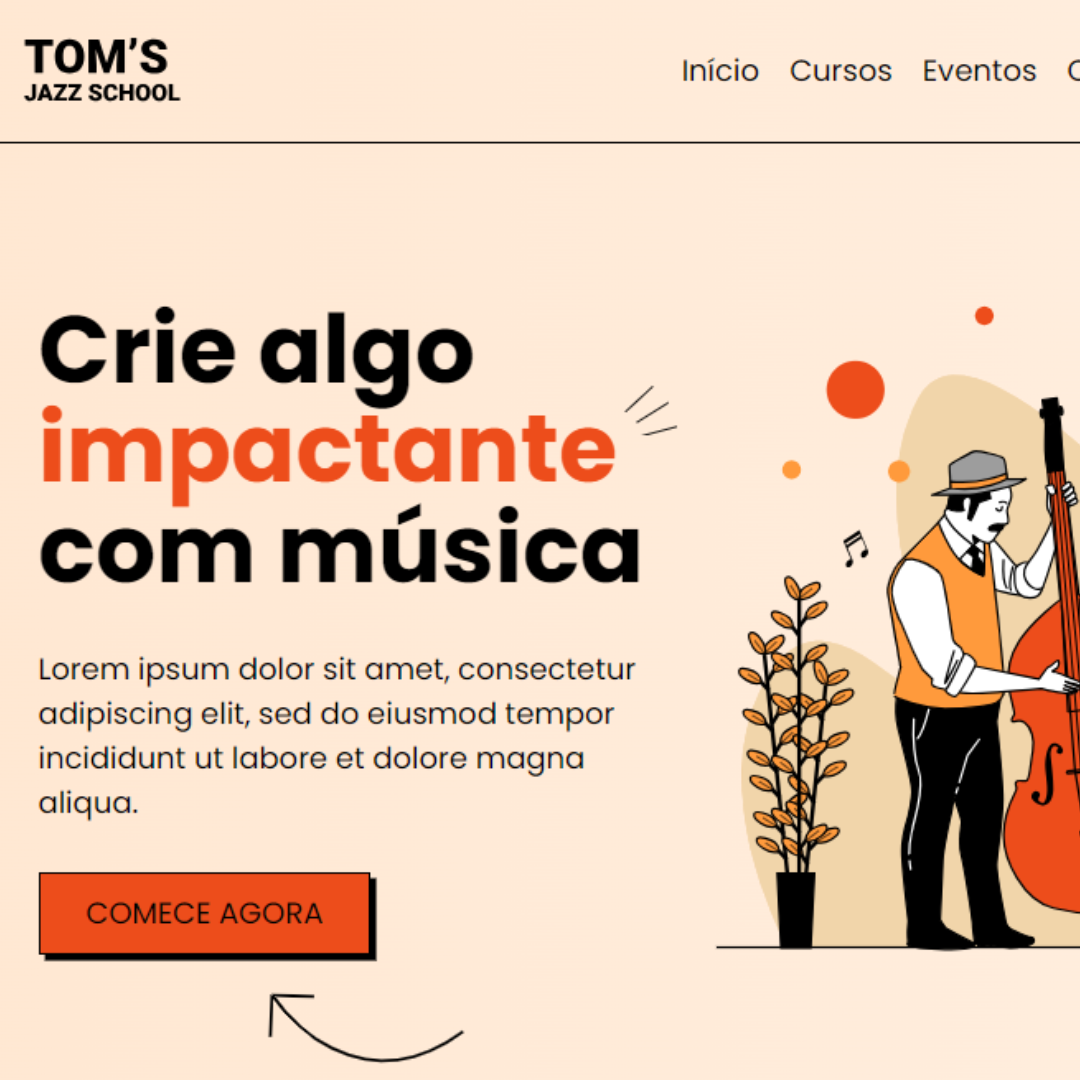 TOM’S
JAZZ SCHOOL
Início Cursos Eventos
Crie algo
impactante
com música
Lorem ipsum dolor sit amet, consectetur
adipiscing elit, sed do eiusmod tempor
incididunt ut labore et dolore magna
aliqua.
COMECE AGORA